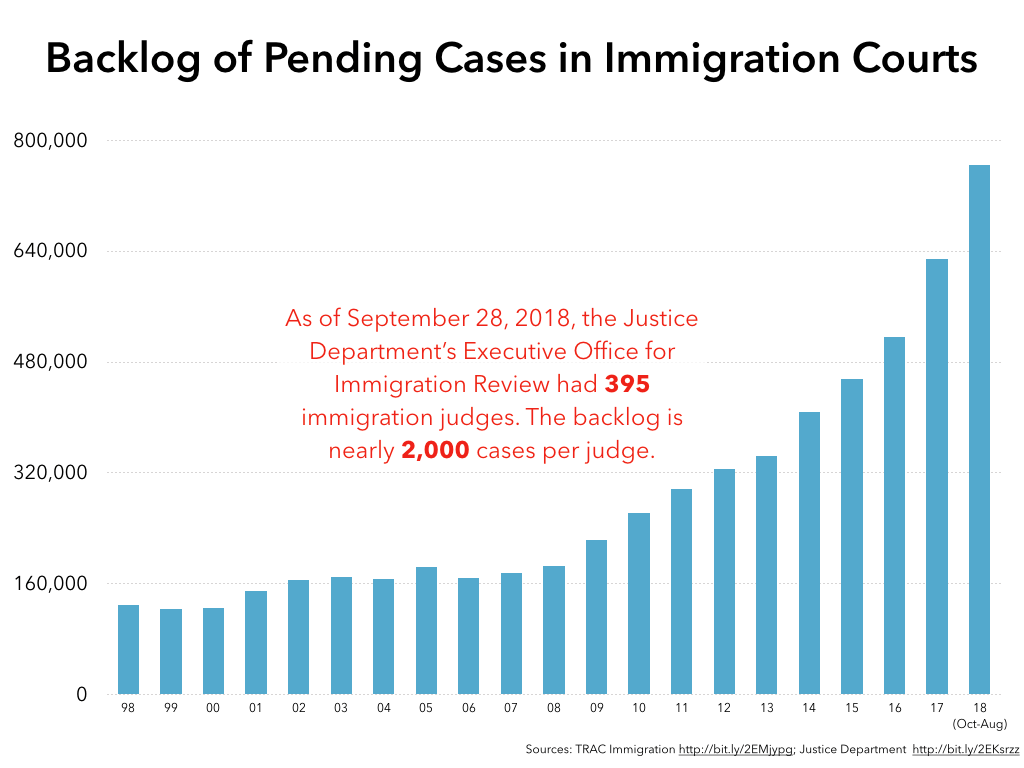 Backlog of Pending Cases in Immigration Courts
800,000
640,000
480,000
320,000
160,000
0
As of September 28, 2018, the Justice
Department’s Executive Office for
Immigration Review had 395
immigration judges. The backlog is
nearly 2,000 cases per judge.
98 99 00 01 02 03 04 05 06 07 08 09 10 11 12 13 14 15 16 17 18
(Oct-Aug)
Sources: TRAC Immigration http://bit.ly/2EMjypg; Justice Department http://bit.ly/2EKsrzz